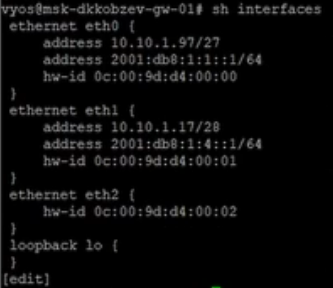 vyos@msk-dkkobzev-gw-01# sh interfaces
 ethernet eth0 {
     address 10.10.1.97/27
     address 2001:db8:1:1::1/64
     hw-id 0c:00:9d:d4:00:00
 }
 ethernet eth1 {
     address 10.10.1.17/28
     address 2001:db8:1:4::1/64
     hw-id 0c:00:9d:d4:00:01
 }
 ethernet eth2 {
     hw-id 0c:00:9d:d4:00:02
 }
 loopback lo {
 }
[edit]